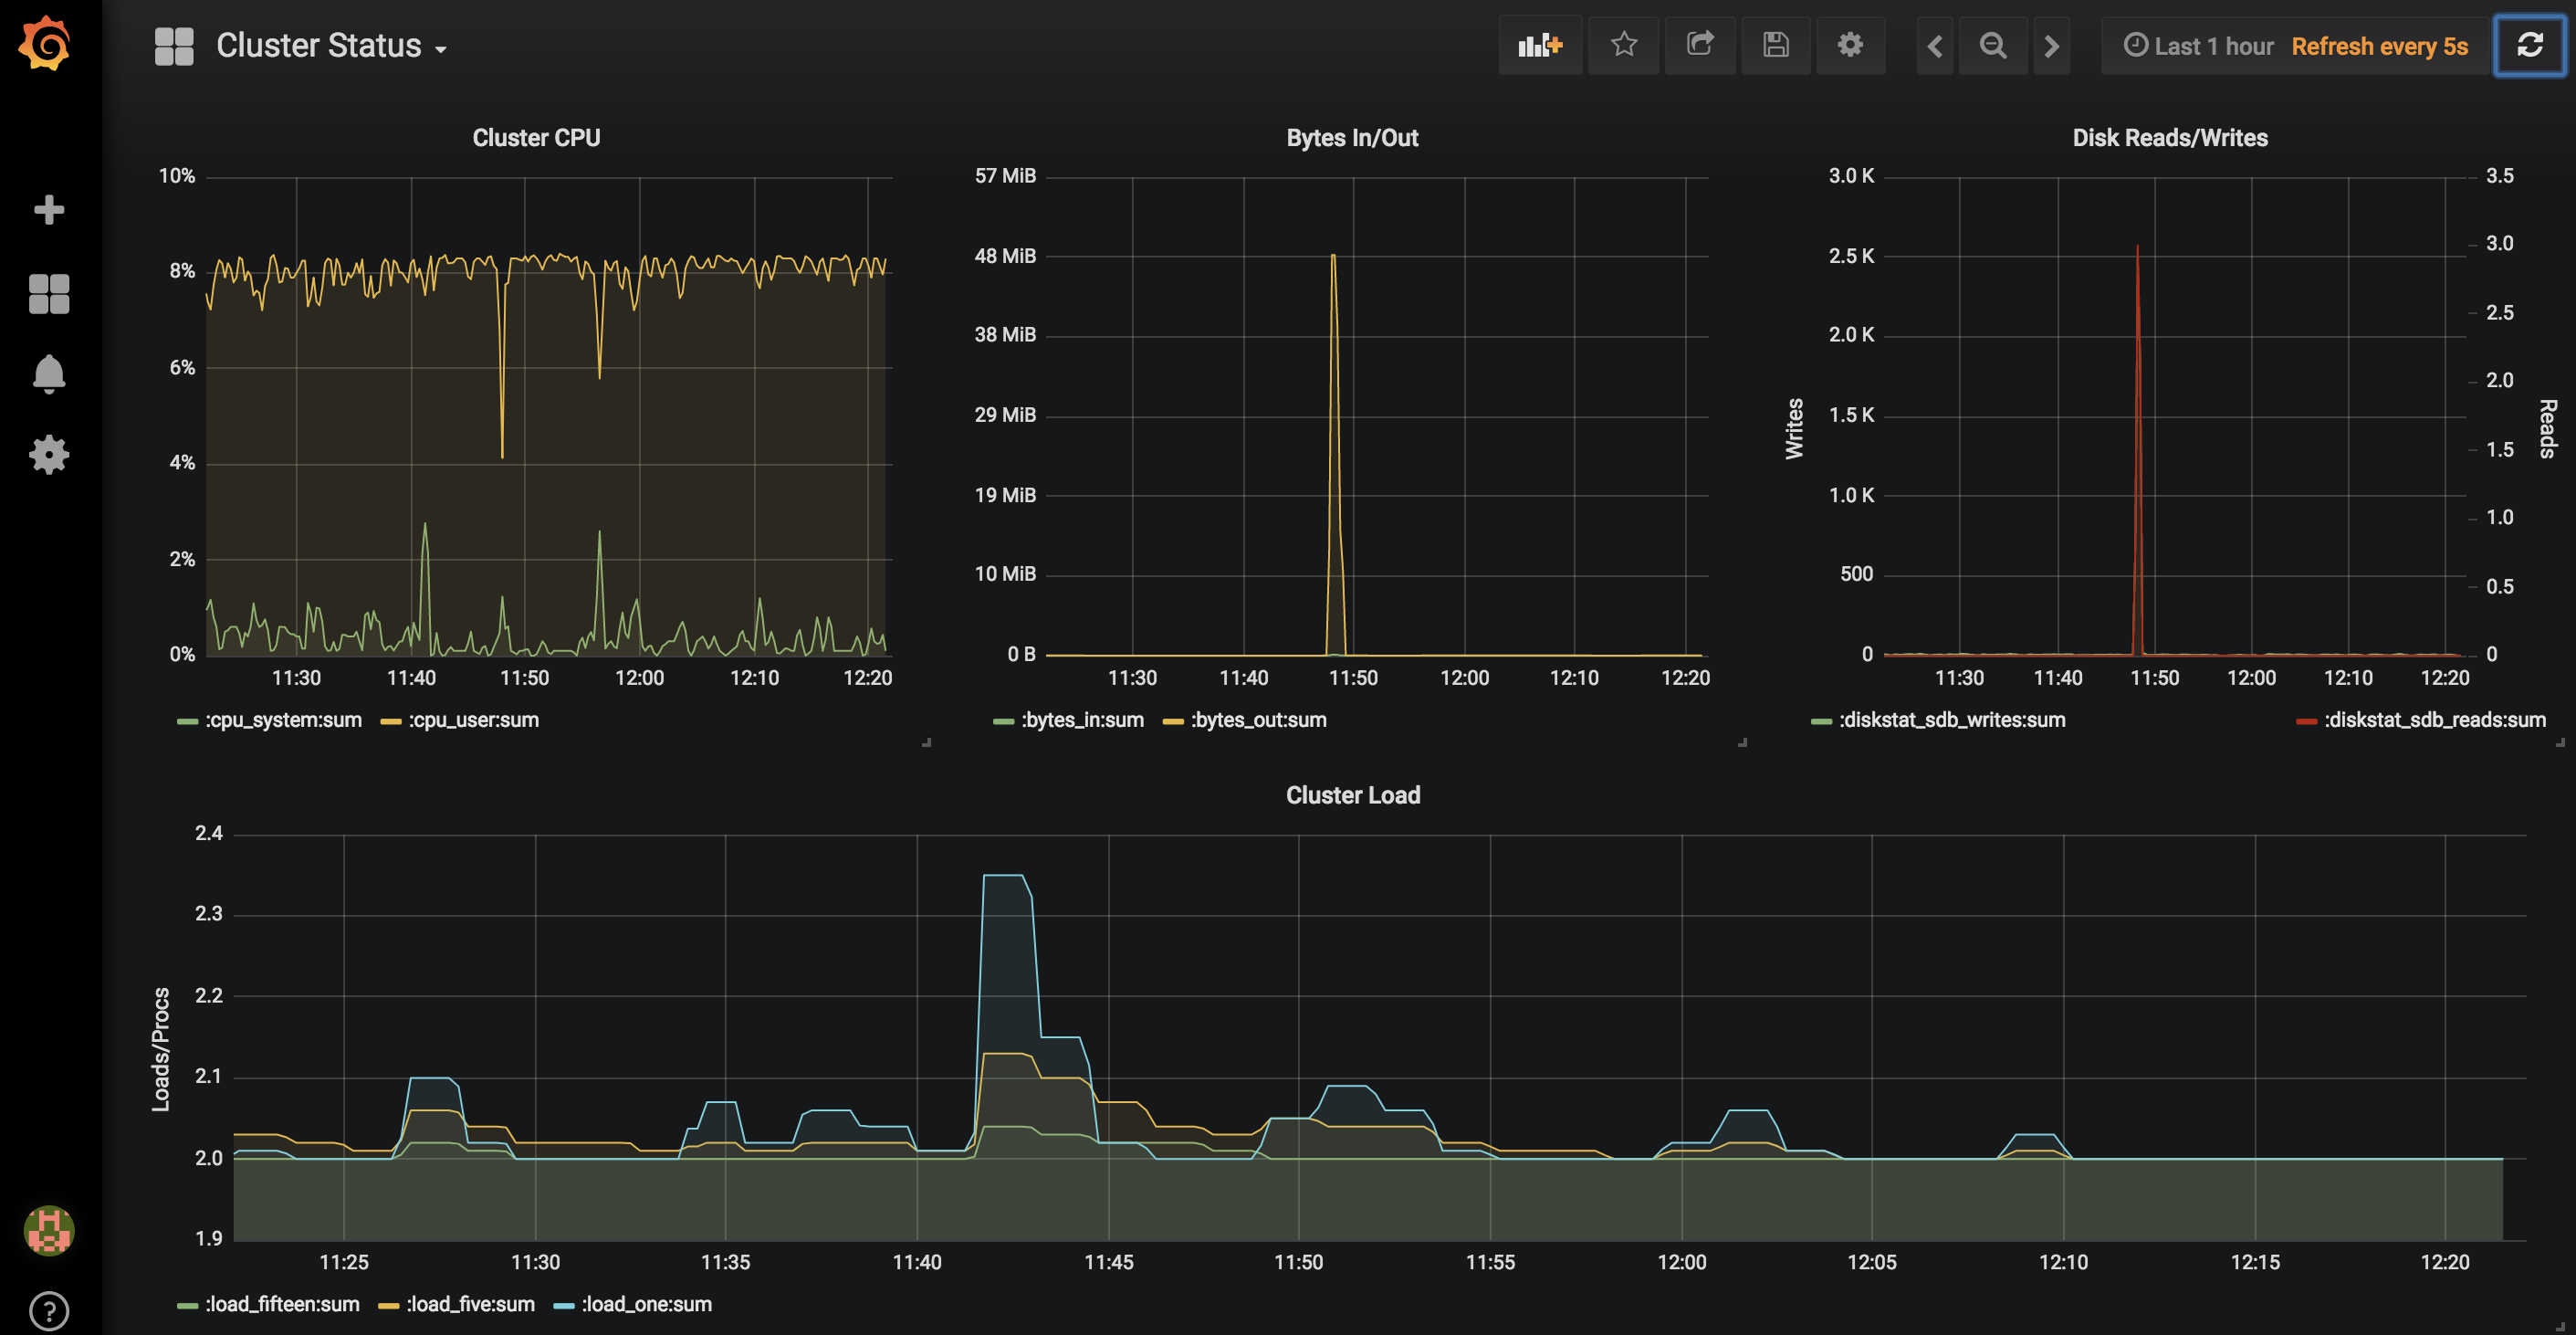 Cluster Status
Last 1 hour Refresh every 5s
Cluster CPU
10%
8%
6%
4%
2%
0%
11:30 11:40 11:50 12:00 12:10 12:20
:cpu_system:sum :cpu_user:sum
Bytes In/Out
57 MiB
48 MiB
38 MiB
29 MiB
19 MiB
10 MiB
0 B
11:30 11:40 11:50 12:00 12:10 12:20
:bytes_in:sum :bytes_out:sum
Disk Reads/Writes
Writes
3.0 K
2.5 K
2.0 K
1.5 K
1.0 K
500
0
3.5
3.0
2.5
2.0
1.5
1.0
0.5
0
Reads
11:30 11:40 11:50 12:00 12:10 12:20
:diskstat_sdb_writes:sum :diskstat_sdb_reads:sum
Cluster Load
Loads/Procs
2.4
2.3
2.2
2.1
2.0
1.9
11:25 11:30 11:35 11:40 11:45 11:50 11:55 12:00 12:05 12:10 12:15 12:20
:load_fifteen:sum :load_five:sum :load_one:sum